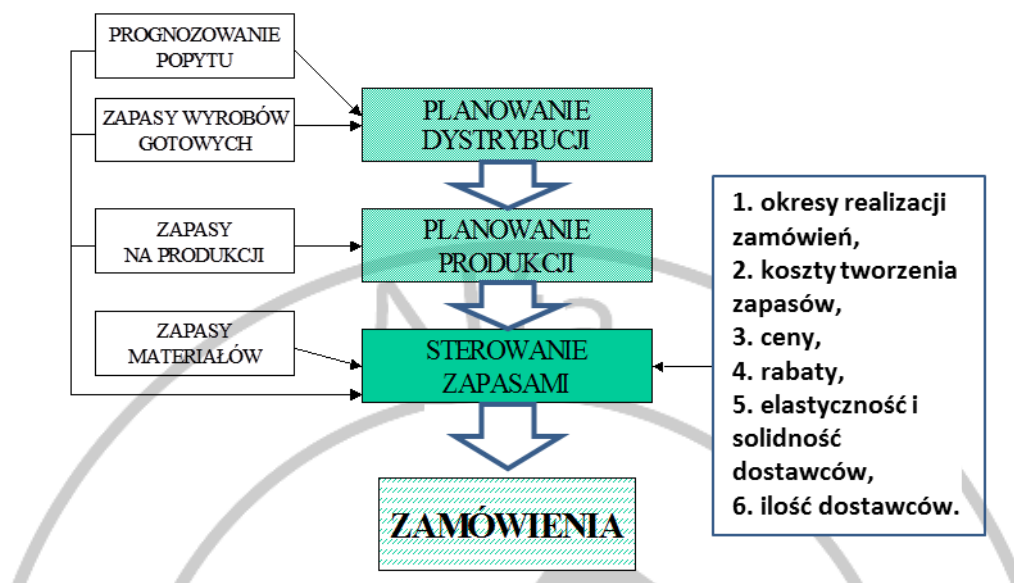 PROGNOZOWANIE
POPYTU
ZAPASY WYROBÓW
GOTOWYCH
ZAPASY
NA PRODUKCJI
ZAPASY
MATERIAŁÓW
PLANOWANIE
DYSTRYBUCJI
PLANOWANIE
PRODUKCJI
STEROWANIE
ZAPASAMI
ZAMÓWIENIA
1. okresy realizacji
zamówień,
2. koszty tworzenia
zapasów,
3. ceny,
4. rabaty,
5. elastyczność i
solidność
dostawców,
6. ilość dostawców.